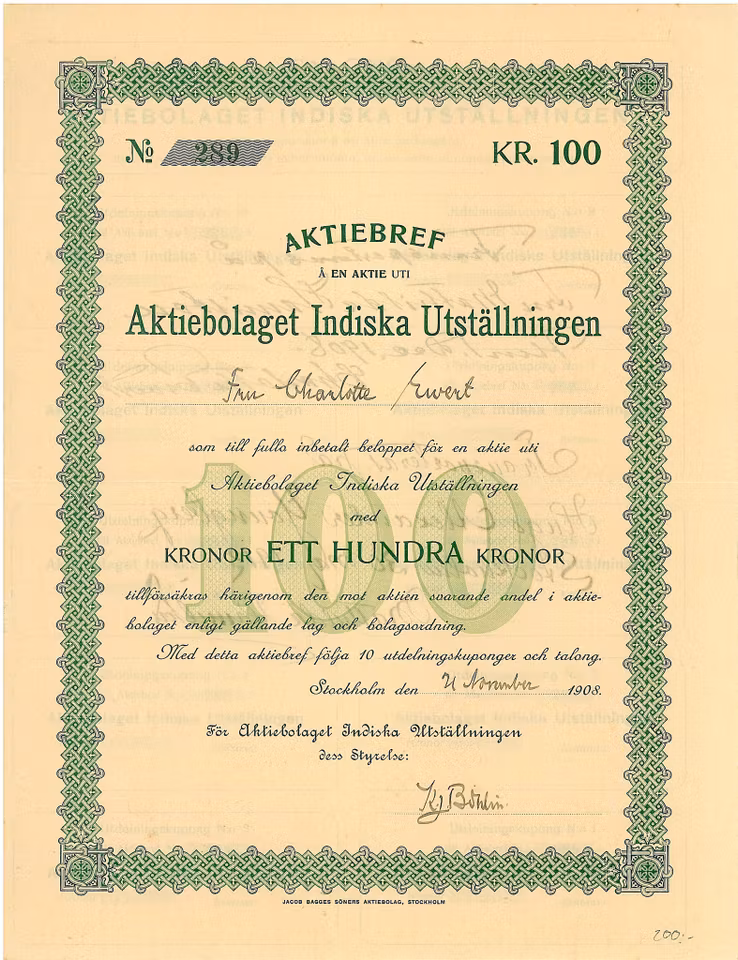 No 289 KR. 100
AKTIEBREF
Å EN AKTIE UTI
Aktiebolaget Indiska Utställningen
Fru Charlotte Ewert
som till fullo inbetalt beloppet för en aktie uti
Aktiebolaget Indiska Utställningen
med
100
KRONOR ETT HUNDRA KRONOR
tillförsäkras härigenom den mot aktien svarande andel i aktie-
bolaget enligt gällande lag och bolagsordning.
Med detta aktiebref följa 10 utdelningskuponger och talong.
Stockholm den 21 November 1908.
För Aktiebolaget Indiska Utställningen
dess Styrelse:
K. J. Bohlin.
JACOB BAGGES SÖNERS AKTIEBOLAG, STOCKHOLM
200:-